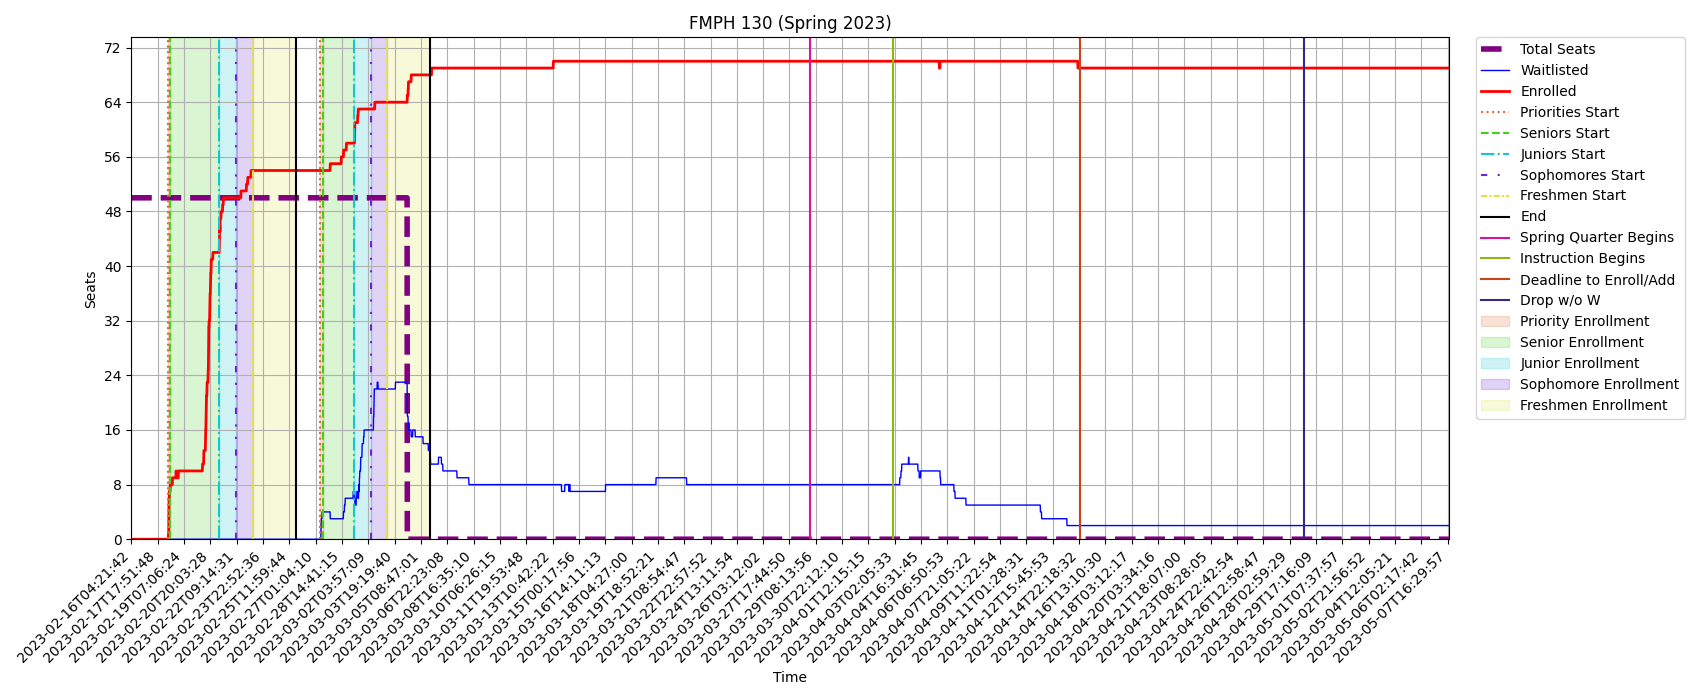 FMPH 130 (Spring 2023)
72
64
56
48
40
32
24
16
8
0
Seats
2023-02-16T04:21:42
2023-02-17T17:51:48
2023-02-19T07:06:24
2023-02-20T20:03:28
2023-02-22T09:14:31
2023-02-23T22:52:36
2023-02-25T11:59:44
2023-02-27T01:04:10
2023-02-28T14:41:15
2023-03-02T03:57:09
2023-03-03T19:19:40
2023-03-05T08:47:01
2023-03-06T22:23:08
2023-03-08T16:35:10
2023-03-10T06:26:15
2023-03-11T19:53:48
2023-03-13T10:42:22
2023-03-15T00:17:56
2023-03-16T14:11:13
2023-03-18T04:27:00
2023-03-19T18:52:21
2023-03-21T08:54:47
2023-03-22T22:57:52
2023-03-24T13:11:54
2023-03-26T03:12:02
2023-03-27T17:44:50
2023-03-29T08:13:56
2023-03-30T22:12:10
2023-04-01T12:15:15
2023-04-03T02:05:33
2023-04-04T16:31:45
2023-04-06T06:50:53
2023-04-07T21:05:22
2023-04-09T11:22:54
2023-04-11T01:28:31
2023-04-12T15:45:53
2023-04-14T22:18:32
2023-04-16T13:10:30
2023-04-18T03:12:17
2023-04-20T03:34:16
2023-04-21T18:07:00
2023-04-23T08:28:05
2023-04-24T22:42:54
2023-04-26T12:58:47
2023-04-28T02:59:29
2023-04-29T17:16:09
2023-05-01T07:37:57
2023-05-02T21:56:52
2023-05-04T12:05:21
2023-05-06T02:17:42
2023-05-07T16:29:57
Time
Total Seats
Waitlisted
Enrolled
Priorities Start
Seniors Start
Juniors Start
Sophomores Start
Freshmen Start
End
Spring Quarter Begins
Instruction Begins
Deadline to Enroll/Add
Drop w/o W
Priority Enrollment
Senior Enrollment
Junior Enrollment
Sophomore Enrollment
Freshmen Enrollment